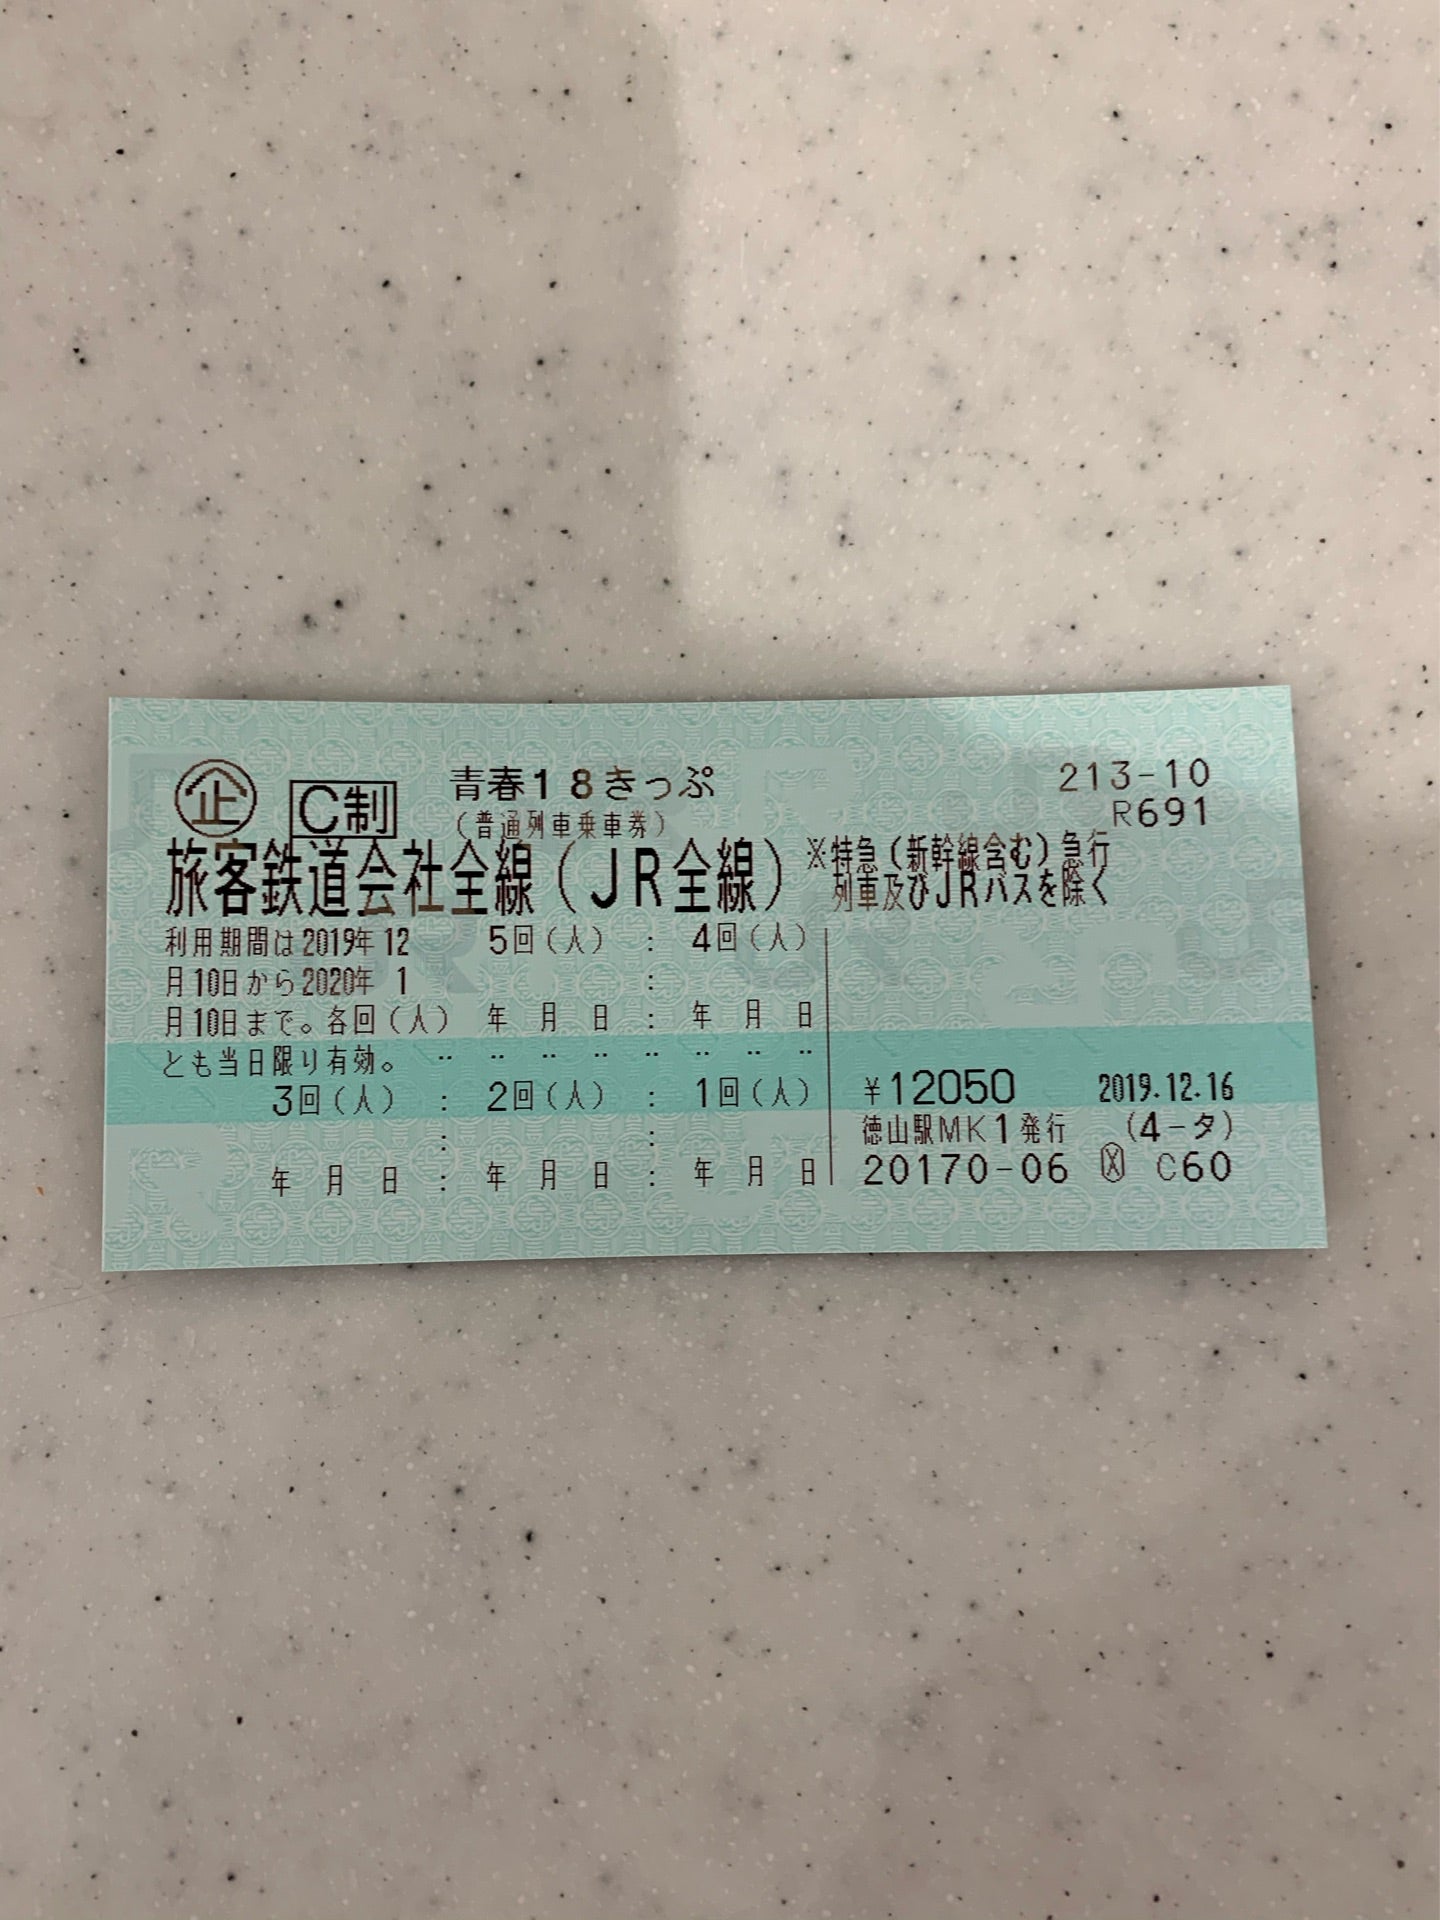 企 C制 青春18きっぷ 213-10
(普通列車乗車券) R691
旅客鉄道会社全線(JR全線) ※特急(新幹線含む)急行
列車及びJRバスを除く
利用期間は2019年12 5回(人) : 4回(人)
月10日から2020年 1 :
月10日まで。各回(人) 年 月 日 : 年 月 日
とも当日限り有効。 ‥ ‥ ‥ ‥ ‥ ‥ ‥ ‥
3回(人) : 2回(人) : 1回(人) ¥12050 2019.12.16
: : 徳山駅MK1発行 (4-タ)
年 月 日 : 年 月 日 : 年 月 日 20170-06 Ⓧ C60